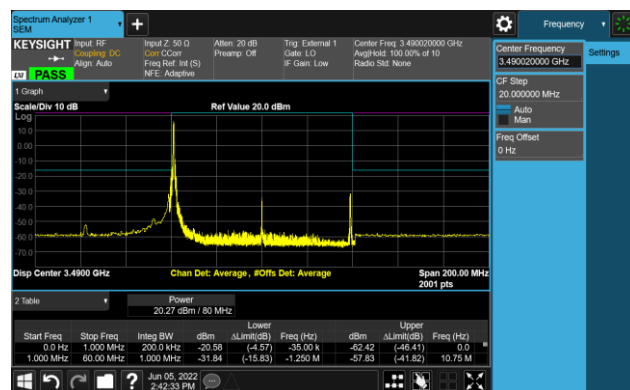 Spectrum Analyzer 1
SEM
Frequency
KEYSIGHT
Input: RF
Coupling: DC
Align: Auto
Input Z: 50 Ω
Corr CCorr
Freq Ref: Int (S)
NFE: Adaptive
Atten: 20 dB
Preamp: Off
Trig: External 1
Gate: LO
IF Gain: Low
Center Freq: 3.490020000 GHz
Avg|Hold: 100.00% of 10
Radio Std: None
LXI
PASS
Center Frequency
3.490020000 GHz
Settings
CF Step
20.000000 MHz
Auto
Man
Freq Offset
0 Hz
1 Graph
Scale/Div 10 dB
Ref Value 20.0 dBm
Log
10.0
0.00
-10.0
-20.0
-30.0
-40.0
-50.0
-60.0
-70.0
Disp Center 3.4900 GHz
Chan Det: Average , #Offs Det: Average
Span 200.00 MHz
2001 pts
2 Table
Power
20.27 dBm / 80 MHz
Lower Upper
Start Freq Stop Freq Integ BW dBm ΔLimit(dB) Freq (Hz) dBm ΔLimit(dB) Freq (Hz)
0.0 Hz 1.000 MHz 200.0 kHz -20.58 (-4.57) -35.00 k -62.42 (-46.41) 0.0
1.000 MHz 60.00 MHz 1.000 MHz -31.84 (-15.83) -1.250 M -57.83 (-41.82) 10.75 M
?
Jun 05, 2022
2:42:33 PM